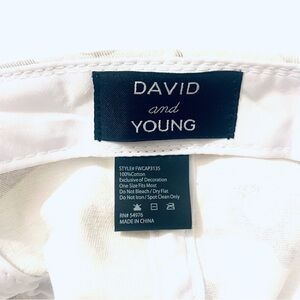 DAVID
and
YOUNG
STYLE# FWCAP3135
100%Cotton
Exclusive of Decoration
One Size Fits Most
Do Not Bleach / Dry Flat
Do Not Iron / Spot Clean Only
RN# 54976
MADE IN CHINA